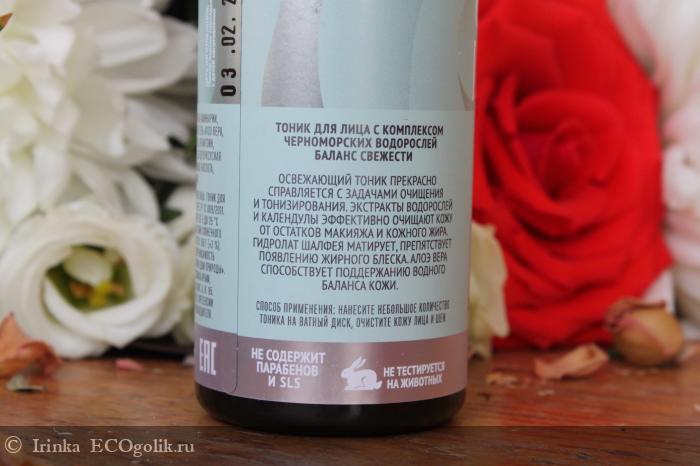 03 .02. 2
ТОНИК ДЛЯ ЛИЦА С КОМПЛЕКСОМ
ЧЕРНОМОРСКИХ ВОДОРОСЛЕЙ
БАЛАНС СВЕЖЕСТИ
ОСВЕЖАЮЩИЙ ТОНИК ПРЕКРАСНО
СПРАВЛЯЕТСЯ С ЗАДАЧАМИ ОЧИЩЕНИЯ
И ТОНИЗИРОВАНИЯ. ЭКСТРАКТЫ ВОДОРОСЛЕЙ
И КАЛЕНДУЛЫ ЭФФЕКТИВНО ОЧИЩАЮТ КОЖУ
ОТ ОСТАТКОВ МАКИЯЖА И КОЖНОГО ЖИРА.
ГИДРОЛАТ ШАЛФЕЯ МАТИРУЕТ, ПРЕПЯТСТВУЕТ
ПОЯВЛЕНИЮ ЖИРНОГО БЛЕСКА. АЛОЭ ВЕРА
СПОСОБСТВУЕТ ПОДДЕРЖАНИЮ ВОДНОГО
БАЛАНСА КОЖИ.
СПОСОБ ПРИМЕНЕНИЯ: НАНЕСИТЕ НЕБОЛЬШОЕ КОЛИЧЕСТВО
ТОНИКА НА ВАТНЫЙ ДИСК, ОЧИСТИТЕ КОЖУ ЛИЦА И ШЕИ
EAC
НЕ СОДЕРЖИТ
ПАРАБЕНОВ
И SLS
НЕ ТЕСТИРУЕТСЯ
НА ЖИВОТНЫХ
© Irinka ECOgolik.ru